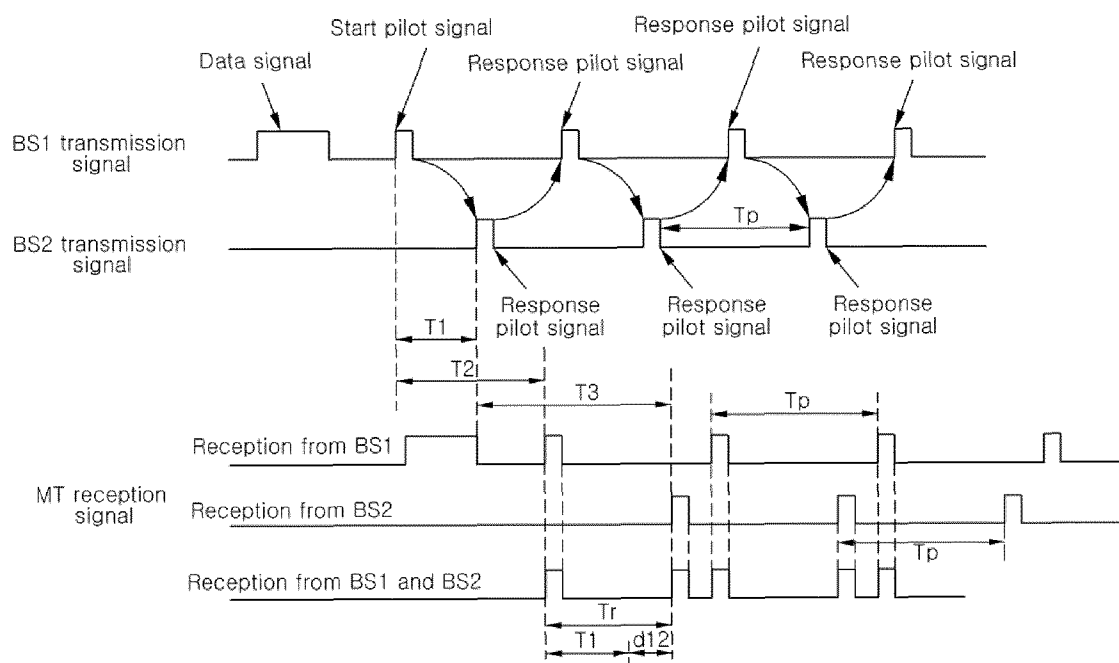 Start pilot signal
Response pilot signal
Data signal
Response pilot signal
Response pilot signal
BS1 transmission
signal
Tp
BS2 transmission
signal
Response
pilot signal
Response
pilot signal
Response
pilot signal
T1
T2
T3
Tp
Reception from BS1
MT reception
signal
Reception from BS2
Tp
Reception from BS1 and BS2
Tr
T1
d12